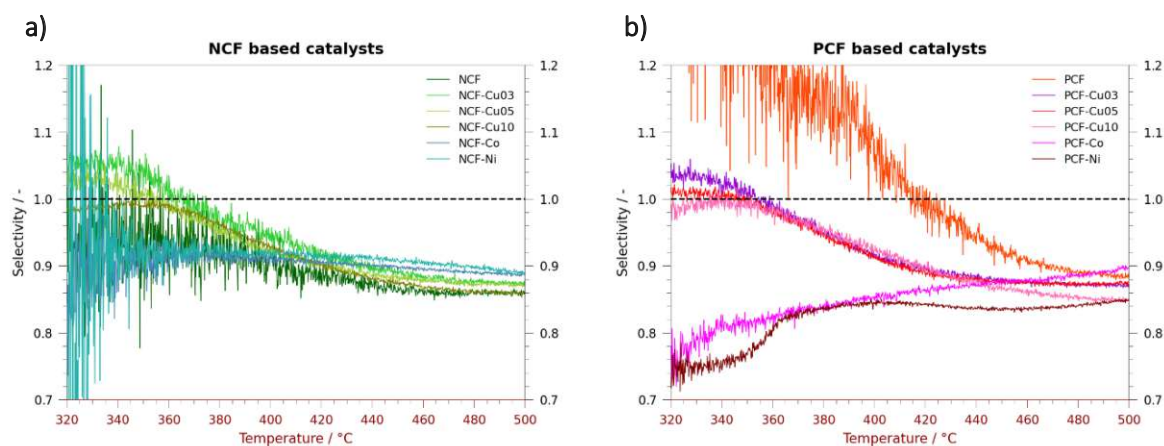 a)
NCF based catalysts
1.2
1.1
1.0
0.9
0.8
0.7
Selectivity / -
NCF
NCF-Cu03
NCF-Cu05
NCF-Cu10
NCF-Co
NCF-Ni
1.2
1.1
1.0
0.9
0.8
0.7
320 340 360 380 400 420 440 460 480 500
Temperature / °C
b)
PCF based catalysts
1.2
1.1
1.0
0.9
0.8
0.7
Selectivity / -
PCF
PCF-Cu03
PCF-Cu05
PCF-Cu10
PCF-Co
PCF-Ni
1.2
1.1
1.0
0.9
0.8
0.7
320 340 360 380 400 420 440 460 480 500
Temperature / °C